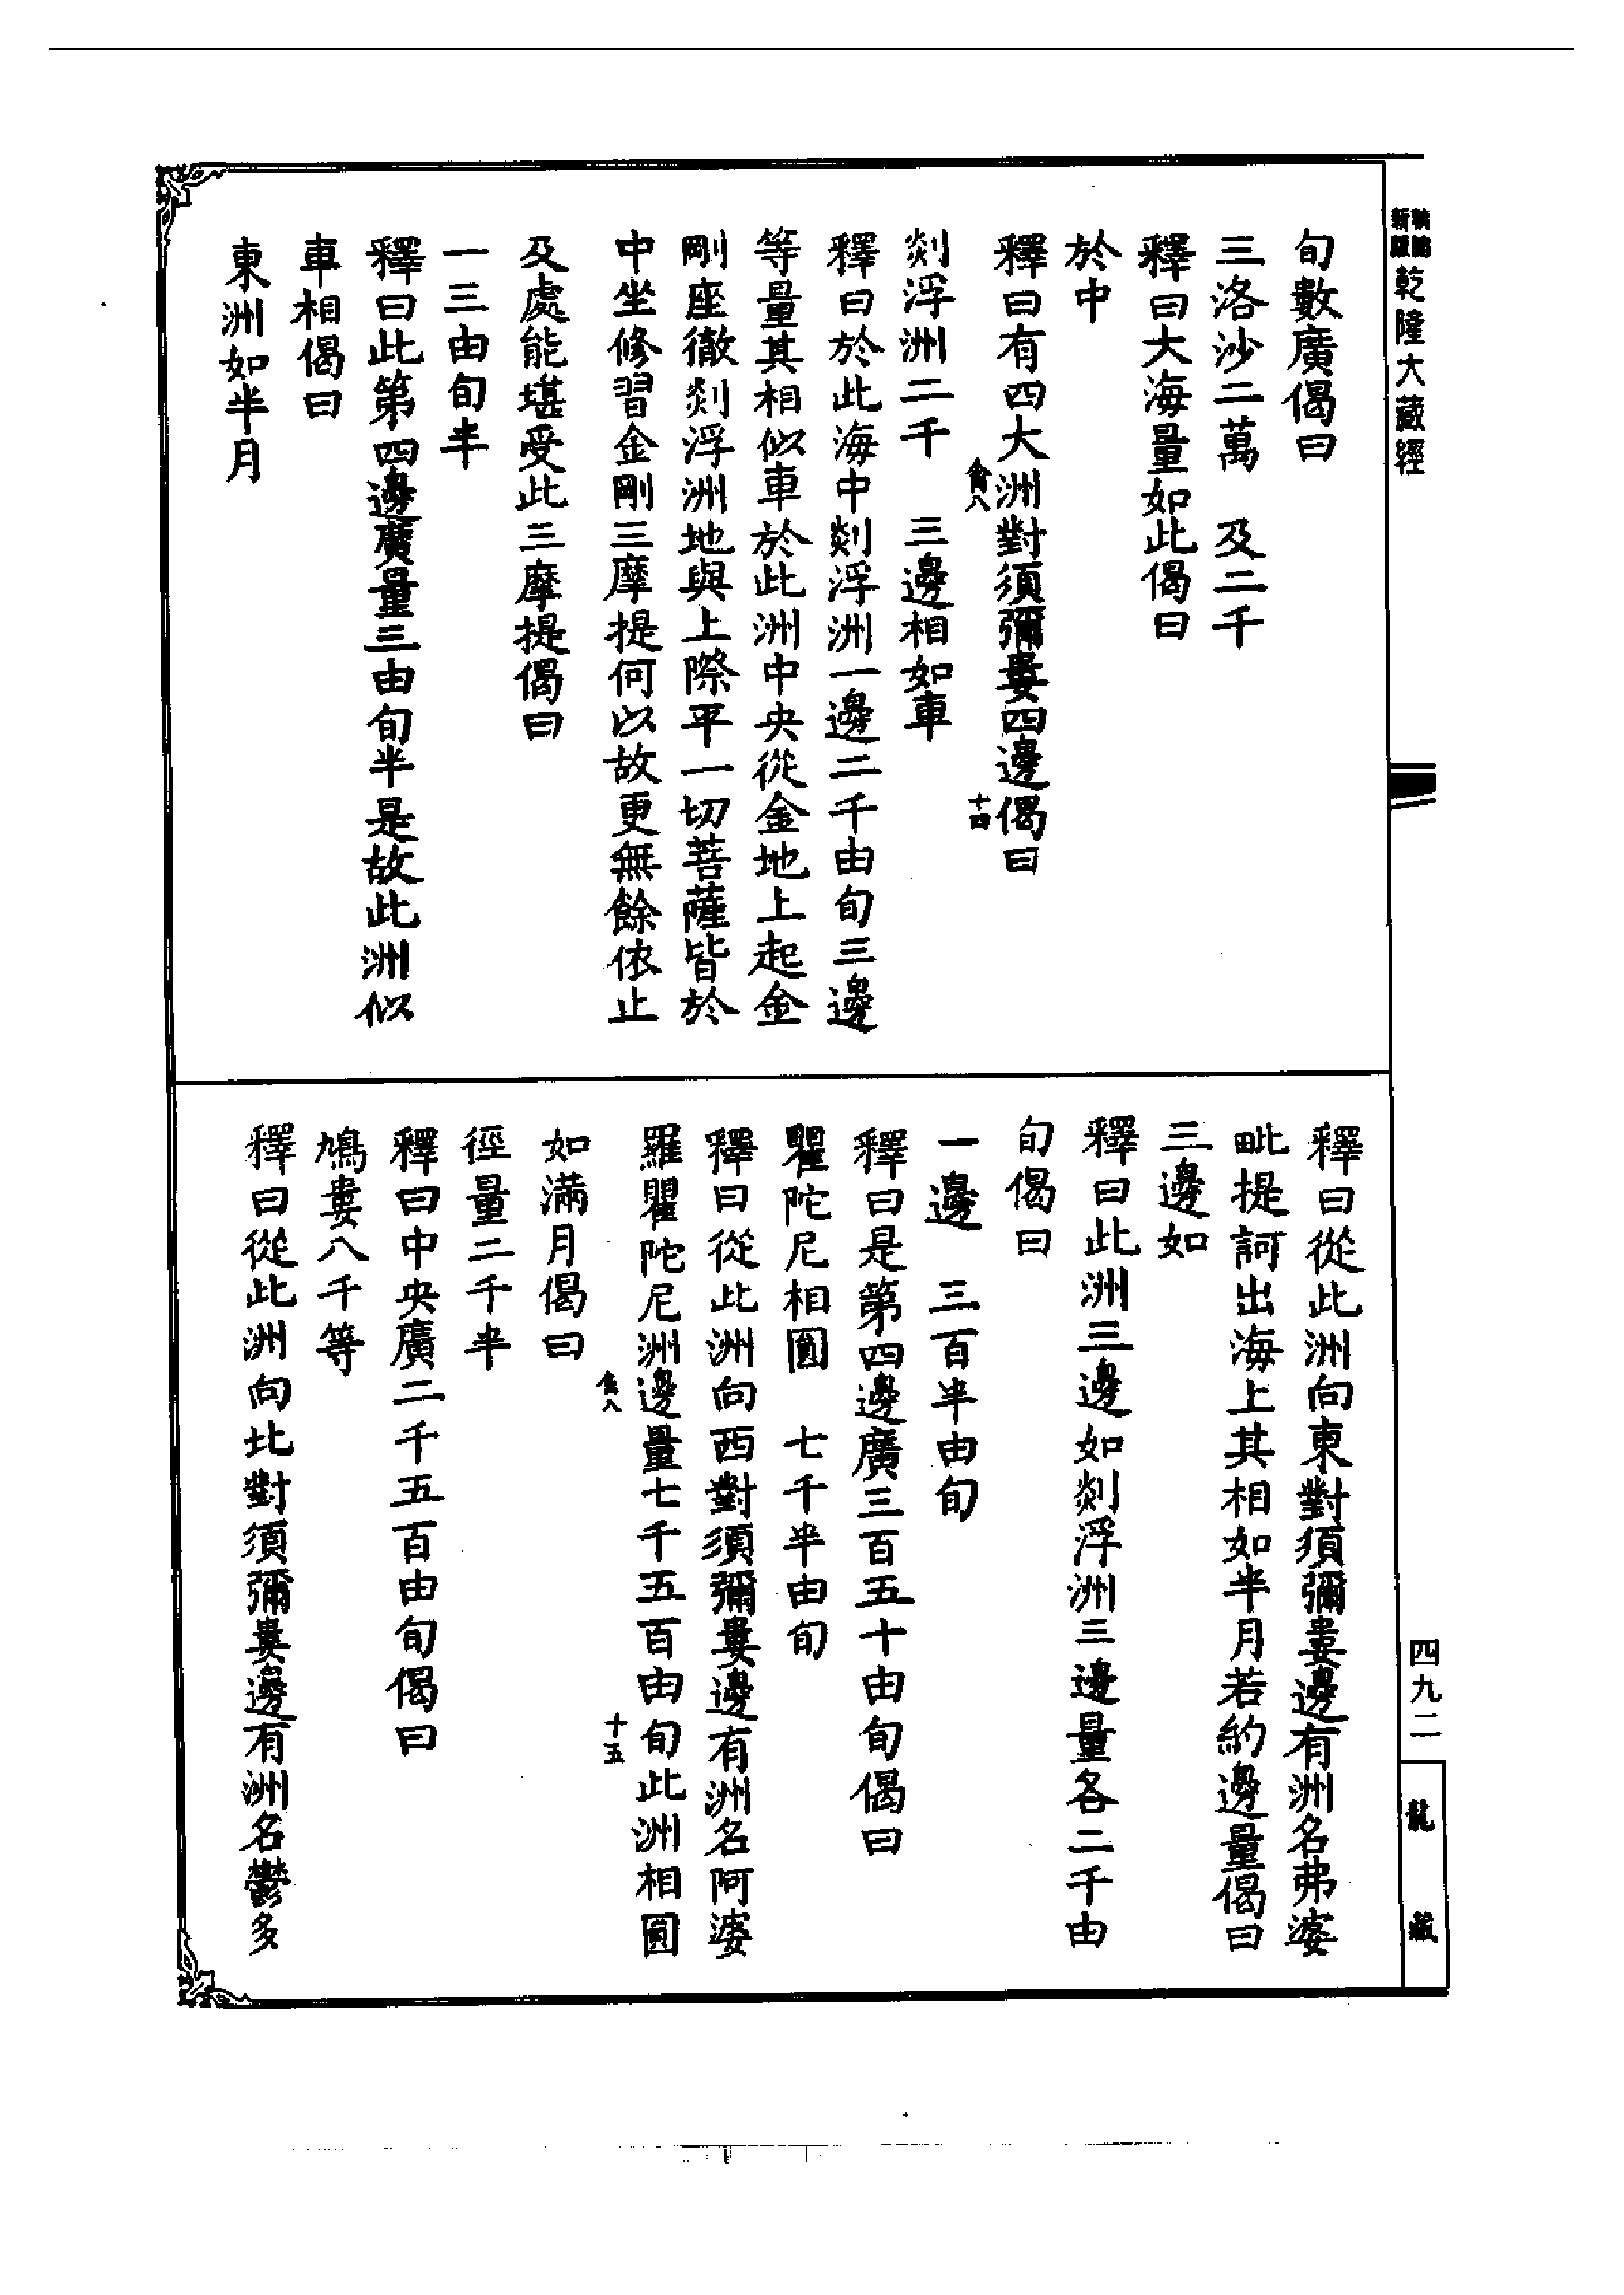 新編
新版
乾隆大藏經
旬數廣偈曰
三洛沙二萬　及二千
釋曰大海量如此偈曰
於中
釋曰有四大洲對須彌婁四邊偈曰
十四
剡浮洲二千　三邊相如車
釋曰於此海中剡浮洲一邊二千由旬三邊
等量其相似車於此洲中央從金地上起金
剛座徹剡浮洲地與上際平一切菩薩皆於
中坐修習金剛三摩提何以故更無餘依止
及處能堪受此三摩提偈曰
一三由旬半
釋曰此第四邊廣量三由旬半是故此洲似
車相偈曰
東洲如半月
釋曰從此洲向東對須彌婁邊有洲名弗婆
毗提訶出海上其相如半月若約邊量偈曰
三邊如
釋曰此洲三邊如剡浮洲三邊量各二千由
旬偈曰
一邊　三百半由旬
釋曰是第四邊廣三百五十由旬偈曰
瞿陀尼相圓　七千半由旬
釋曰從此洲向西對須彌婁邊有洲名阿婆
羅瞿陀尼洲邊量七千五百由旬此洲相圓
十五
如滿月偈曰
徑量二千半
釋曰中央廣二千五百由旬偈曰
鳩婁八千等
釋曰從此洲向北對須彌婁邊有洲名鬱多
四九二
龍藏